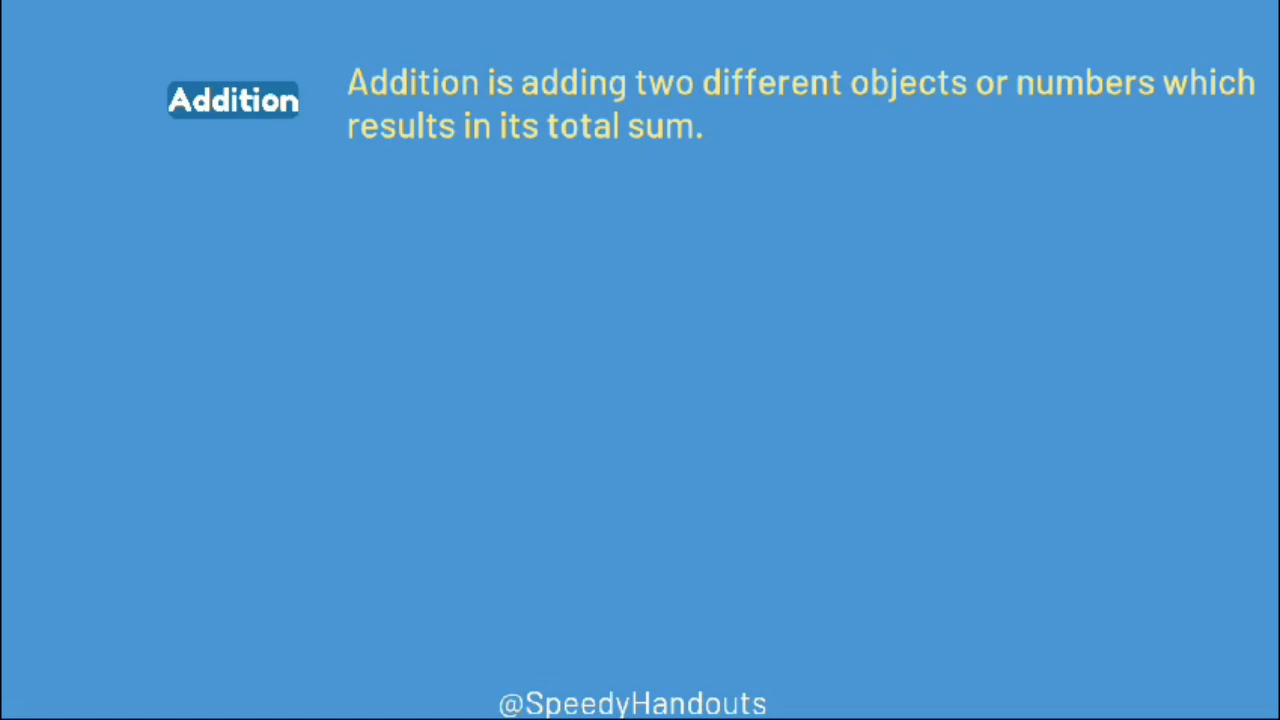 Addition
Addition is adding two different objects or numbers which
results in its total sum.
@SpeedyHandouts